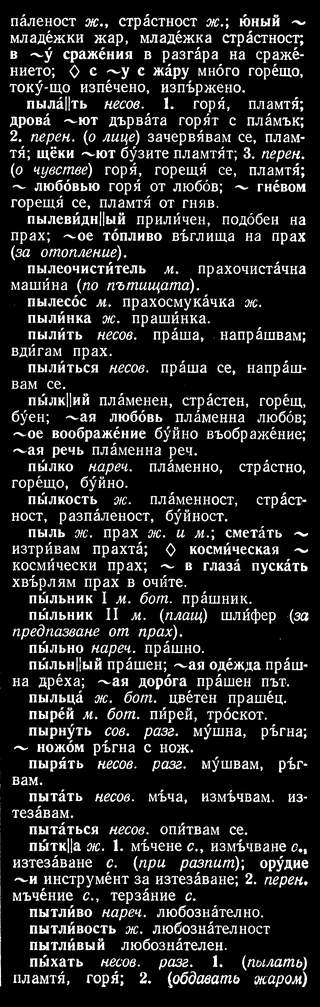 па́леност ж., стра́стност ж.; ю́ный ~
младе́жки жар, младе́жка стра́стност;
в ~у́ сраже́ния в разга́ра на сраже́-
нието; ◊ с ~у с жа́ру мно́го горе́що,
току́-що изпе́чено, изпъ́ржено.
пыла́||ть несов. 1. горя́, пламтя́;
дрова́ ~ют дърва́та горя́т с пла́мък;
2. перен. (о лице) зачервя́вам се, плам-
тя́; щёки ~ют бу́зите пламтя́т; 3. перен.
(о чувстве) горя́, горещя́ се, пламтя́;
~ любо́вью горя́ от любо́в; ~ гне́вом
горещя́ се, пламтя́ от гняв.
пылеви́дн||ый прили́чен, подо́бен на
прах; ~ое то́пливо въ́глища на прах
(за отопление).
пылеочисти́тель м. прахочиста́чна
маши́на (по пътищата).
пылесо́с м. прахосмука́чка ж.
пыли́нка ж. праши́нка.
пыли́ть несов. пра́ша, напра́швам;
вди́гам прах.
пыли́ться несов. пра́ша се, напра́ш-
вам се.
пы́лк||ий пла́менен, стра́стен, горе́щ,
бу́ен; ~ая любо́вь пла́менна любо́в;
~ое воображе́ние бу́йно въображе́ние;
~ая речь пла́менна реч.
пы́лко нареч. пла́менно, стра́стно,
горе́що, бу́йно.
пы́лкость ж. пла́менност, стра́ст-
ност, разпа́леност, бу́йност.
пыль ж. прах ж. и м.; смета́ть ~
изтри́вам прахта́; ◊ косми́ческая ~
косми́чески прах; ~ в глаза́ пуска́ть
хвъ́рлям прах в очи́те.
пы́льник I м. бот. пра́шник.
пы́льник II м. (плащ) шли́фер (за
предпазване от прах).
пы́льно нареч. пра́шно.
пы́льн||ый пра́шен; ~ая оде́жда пра́ш-
на дре́ха; ~ая доро́га пра́шен път.
пыльца́ ж. бот. цве́тен праше́ц.
пыре́й м. бот. пи́рей, тро́скот.
пырну́ть сов. разг. му́шна, ръ́гна;
~ ножо́м ръ́гна с нож.
пыря́ть несов. разг. му́швам, ръ́г-
вам.
пыта́ть несов. мъ́ча, измъ́чвам. из-
теза́вам.
пыта́ться несов. опи́твам се.
пы́тк||а ж. 1. мъ́чене с., измъ́чване с.,
изтеза́ване с. (при разпит); ору́дие
~и инструме́нт за изтеза́ване; 2. перен.
мъче́ние с., терза́ние с.
пытли́во нареч. любозна́телно.
пытли́вость ж. любозна́телност
пытли́вый любозна́телен.
пы́хать несов. разг. 1. (пылать)
пламтя́, горя́; 2. (обдавать жаром)